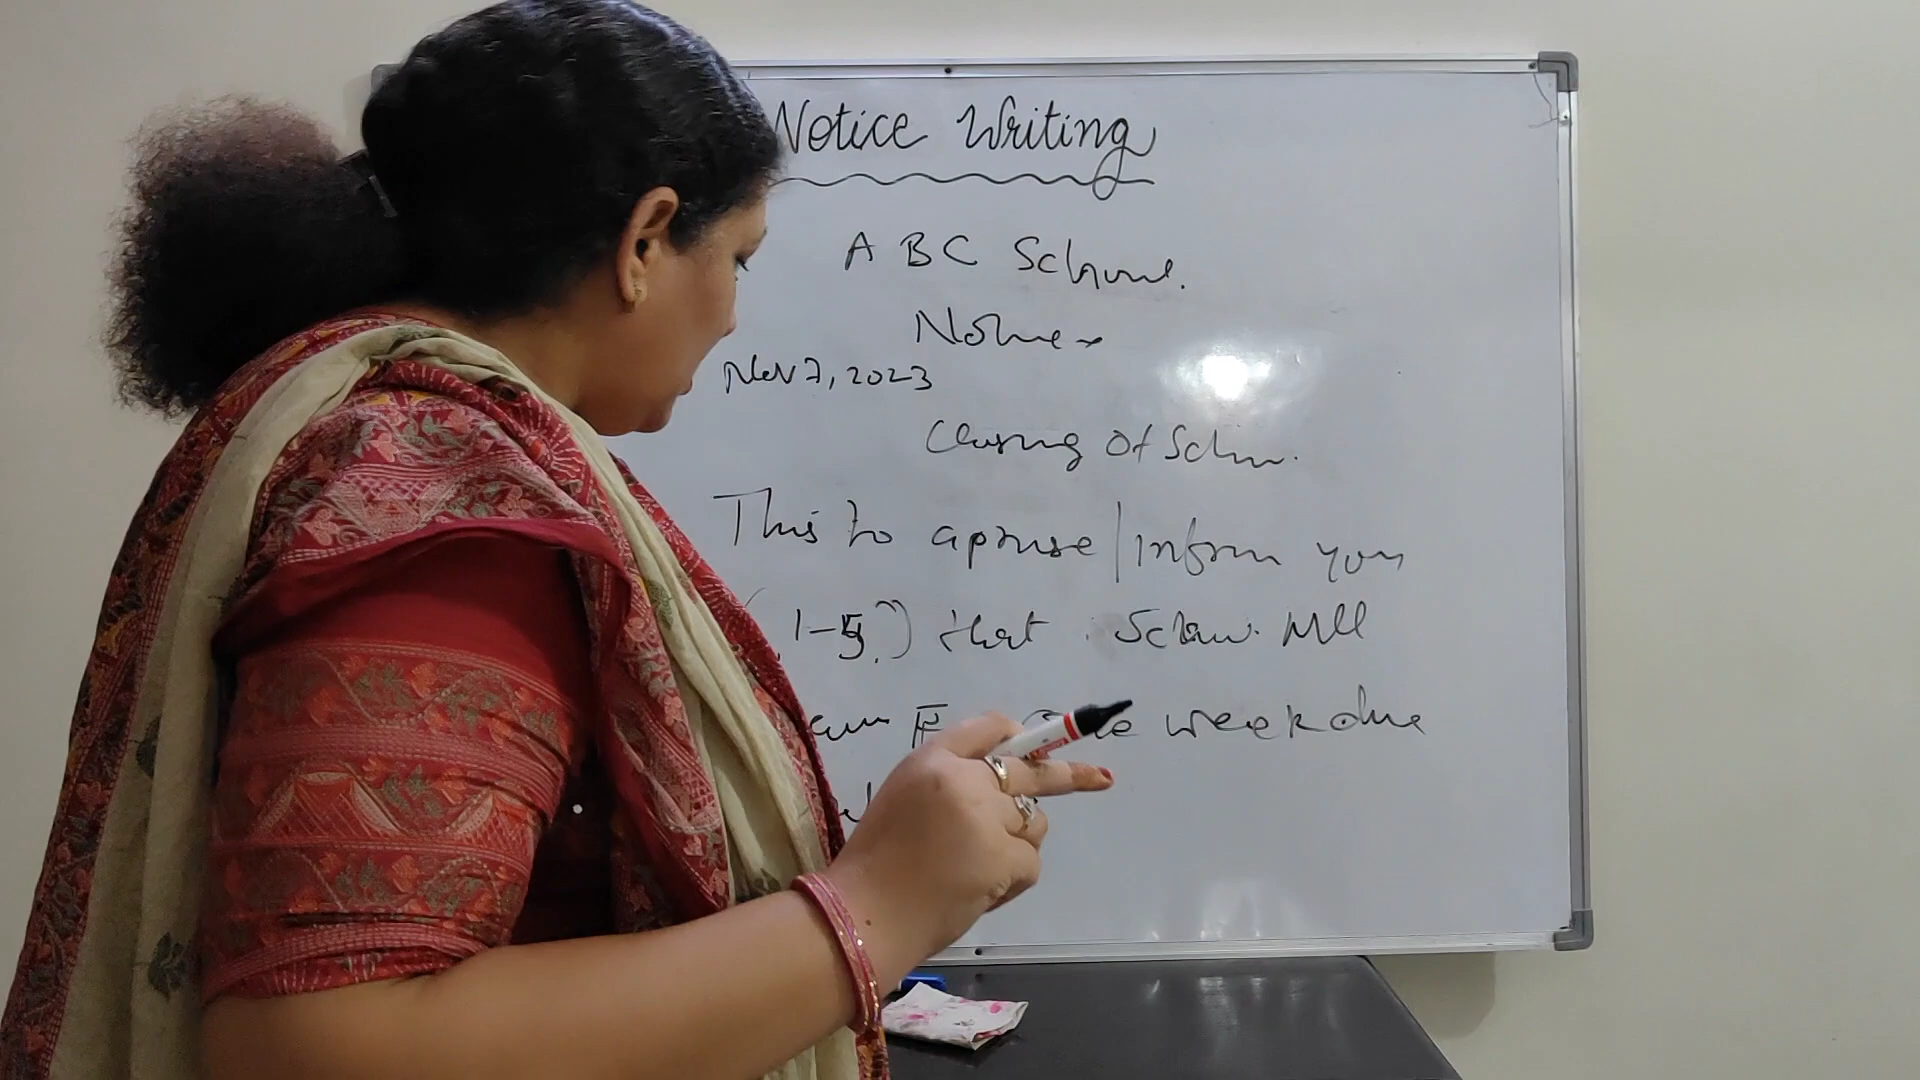 Notice Writing
A B C School.
Notice
Nov 7, 2023
Closing Of School.
This to apprise / inform you
(1-5) that School will
for One week due